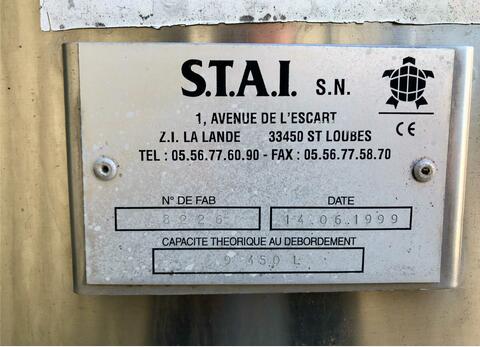 S.T.A.I. S.N.
1, AVENUE DE L'ESCART
Z.I. LA LANDE 33450 ST LOUBES
TEL : 05.56.77.60.90 - FAX : 05.56.77.58.70
CE
N° DE FAB DATE
8226 14.06.1999
CAPACITE THEORIQUE AU DEBORDEMENT
9 450 L